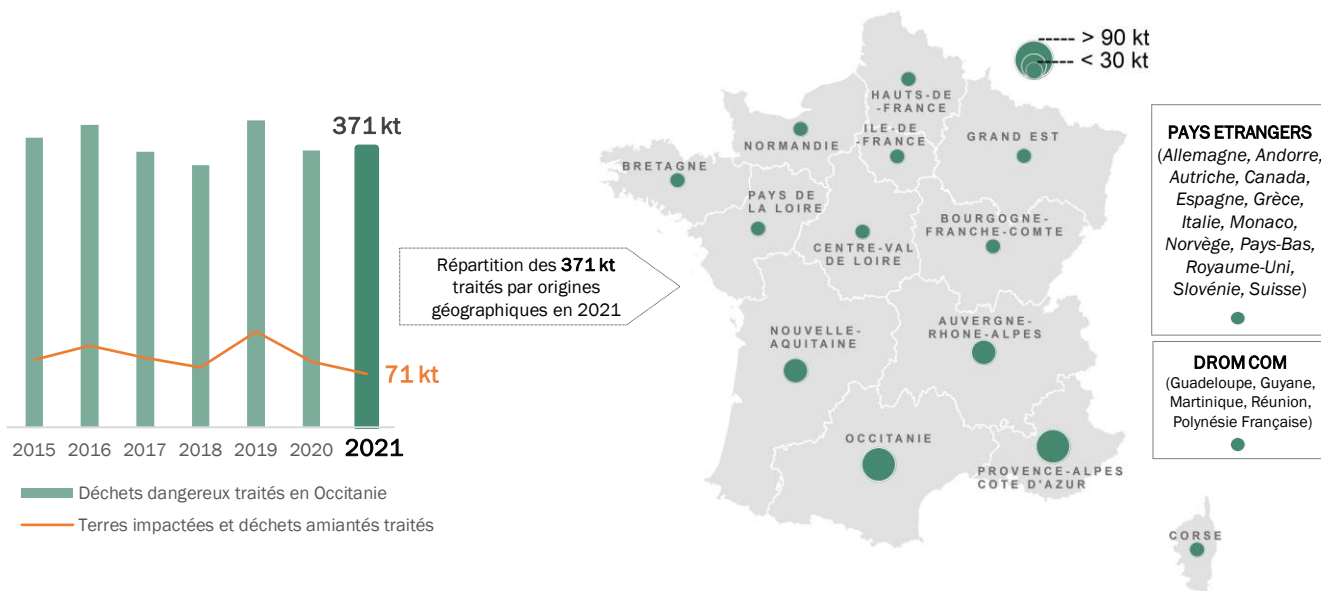 371 kt
71 kt
2015 2016 2017 2018 2019 2020 2021
Déchets dangereux traités en Occitanie
Terres impactées et déchets amiantés traités
Répartition des 371 kt
traités par origines
géographiques en 2021
----- > 90 kt
----- < 30 kt
HAUTS-DE
-FRANCE
NORMANDIE
ILE-DE
-FRANCE
GRAND EST
BRETAGNE
PAYS DE
LA LOIRE
CENTRE-VAL
DE LOIRE
BOURGOGNE-
FRANCHE-COMTE
NOUVELLE-
AQUITAINE
AUVERGNE-
RHONE-ALPES
OCCITANIE
PROVENCE-ALPES
COTE D'AZUR
CORSE
PAYS ETRANGERS
(Allemagne, Andorre,
Autriche, Canada,
Espagne, Grèce,
Italie, Monaco,
Norvège, Pays-Bas,
Royaume-Uni,
Slovénie, Suisse)
DROM COM
(Guadeloupe, Guyane,
Martinique, Réunion,
Polynésie Française)